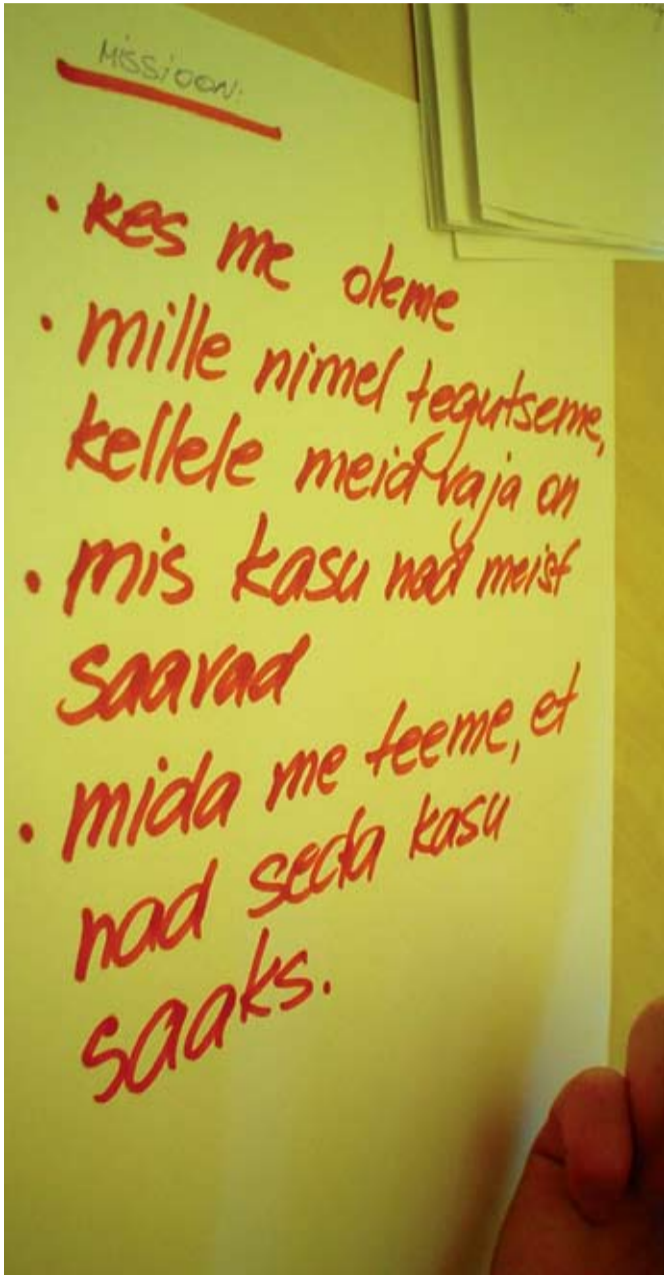 MISSIOON:
· kes me oleme
· mille nimel tegutseme,
kellele meid vaja on
· mis kasu nad meist
saavad
· mida me teeme, et
nad seda kasu
saaks.